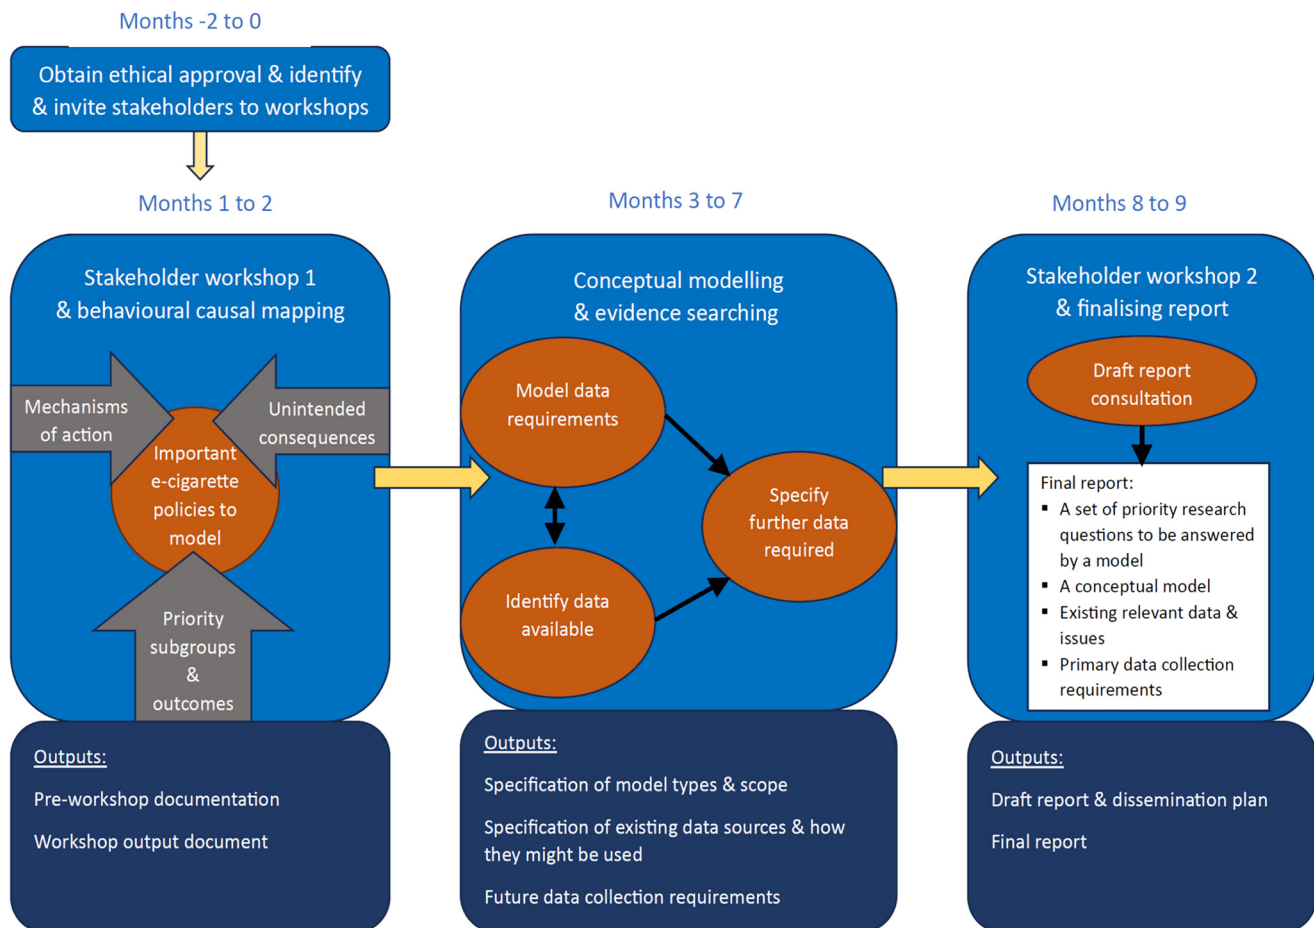 Months -2 to 0
Obtain ethical approval & identify
& invite stakeholders to workshops
Months 1 to 2
Stakeholder workshop 1
& behavioural causal mapping
Mechanisms
of action
Unintended
consequences
Important
e-cigarette
policies to
model
Priority
subgroups
&
outcomes
Outputs:
Pre-workshop documentation
Workshop output document
Months 3 to 7
Conceptual modelling
& evidence searching
Model data
requirements
Identify data
available
Specify
further data
required
Outputs:
Specification of model types & scope
Specification of existing data sources & how
they might be used
Future data collection requirements
Months 8 to 9
Stakeholder workshop 2
& finalising report
Draft report
consultation
Final report:
▪ A set of priority research
questions to be answered
by a model
▪ A conceptual model
▪ Existing relevant data &
issues
▪ Primary data collection
requirements
Outputs:
Draft report & dissemination plan
Final report